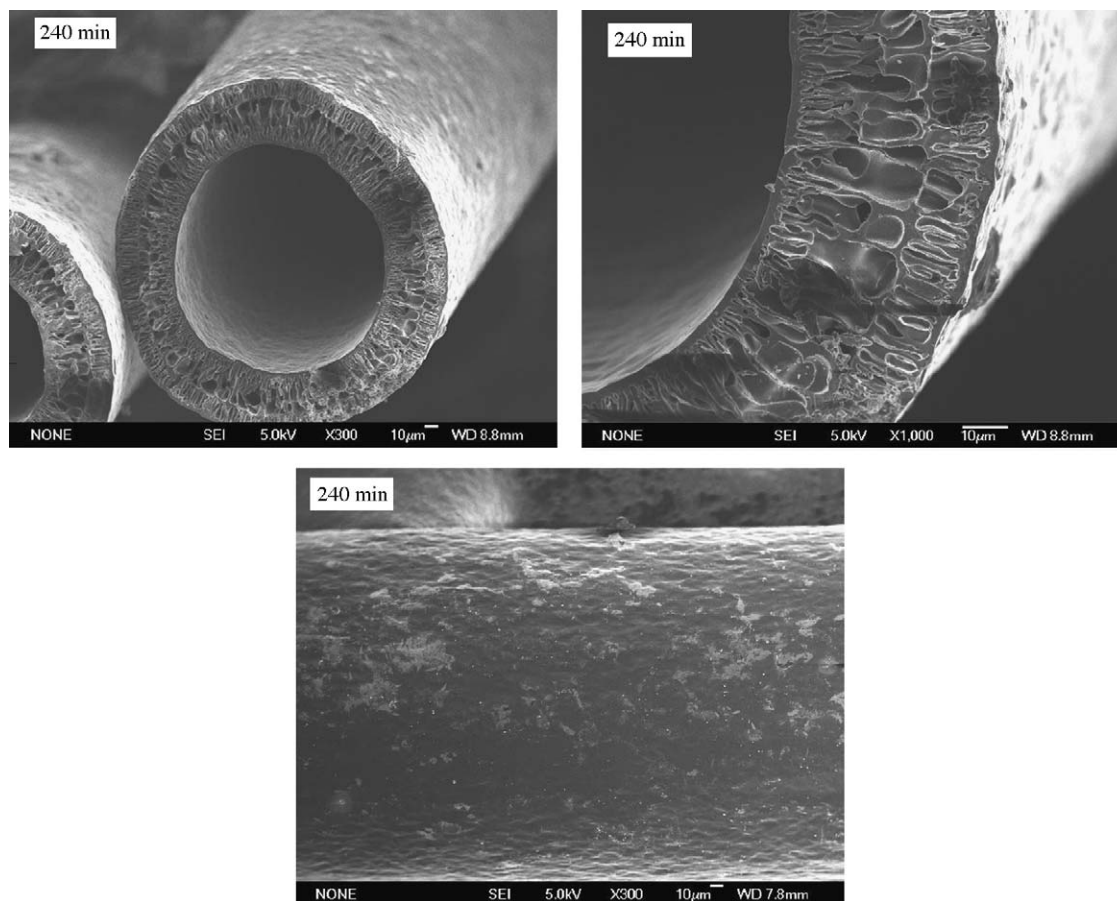 240 min
NONE SEI 5.0kV X300 10μm WD 8.8mm
240 min
NONE SEI 5.0kV X1,000 10μm WD 8.8mm
240 min
NONE SEI 5.0kV X300 10μm WD 7.8mm